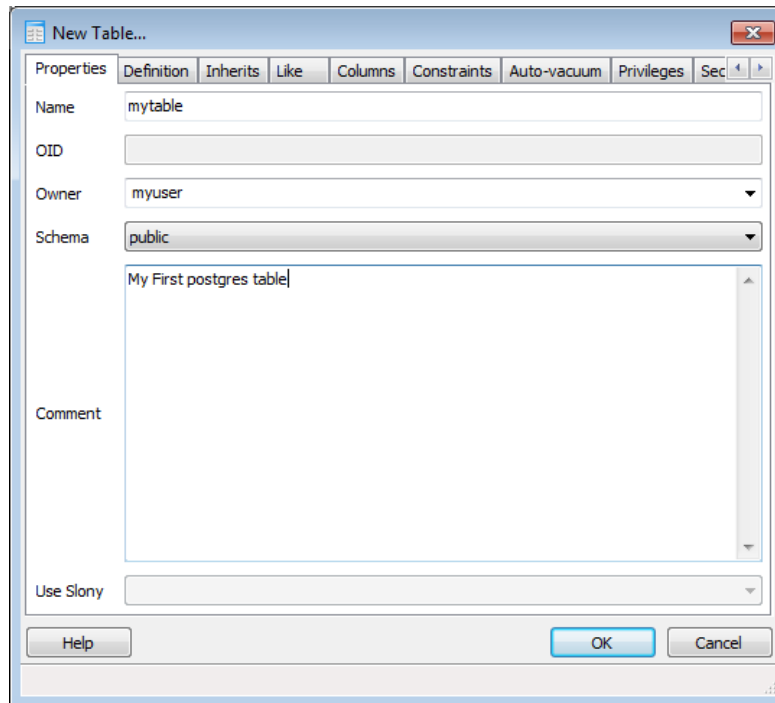 New Table...
Properties Definition Inherits Like Columns Constraints Auto-vacuum Privileges Sec
Name mytable
OID
Owner myuser
Schema public
My First postgres table
Comment
Use Slony
Help OK Cancel